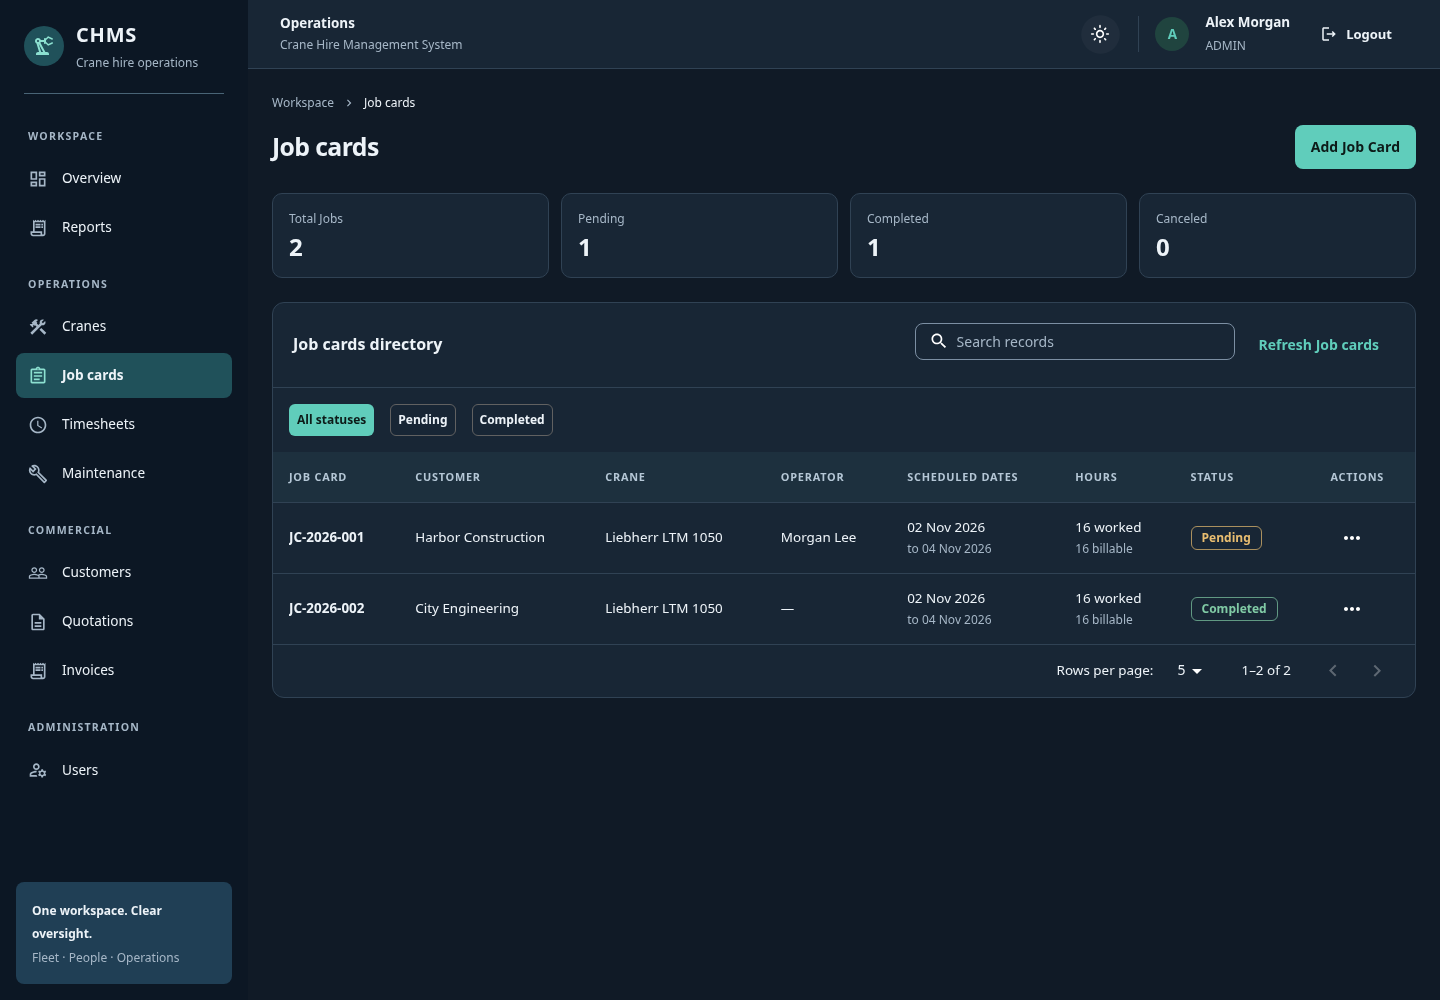 CHMS
Crane hire operations
WORKSPACE
Overview
Reports
OPERATIONS
Cranes
Job cards
Timesheets
Maintenance
COMMERCIAL
Customers
Quotations
Invoices
ADMINISTRATION
Users
One workspace. Clear
oversight.
Fleet · People · Operations
Operations
Crane Hire Management System
A
Alex Morgan
ADMIN
Logout
Workspace › Job cards
Job cards
Add Job Card
Total Jobs
2
Pending
1
Completed
1
Canceled
0
Job cards directory
Search records
Refresh Job cards
All statuses Pending Completed
JOB CARD CUSTOMER CRANE OPERATOR SCHEDULED DATES HOURS STATUS ACTIONS
JC-2026-001 Harbor Construction Liebherr LTM 1050 Morgan Lee 02 Nov 2026 16 worked Pending
to 04 Nov 2026 16 billable
JC-2026-002 City Engineering Liebherr LTM 1050 — 02 Nov 2026 16 worked Completed
to 04 Nov 2026 16 billable
Rows per page: 5 1–2 of 2